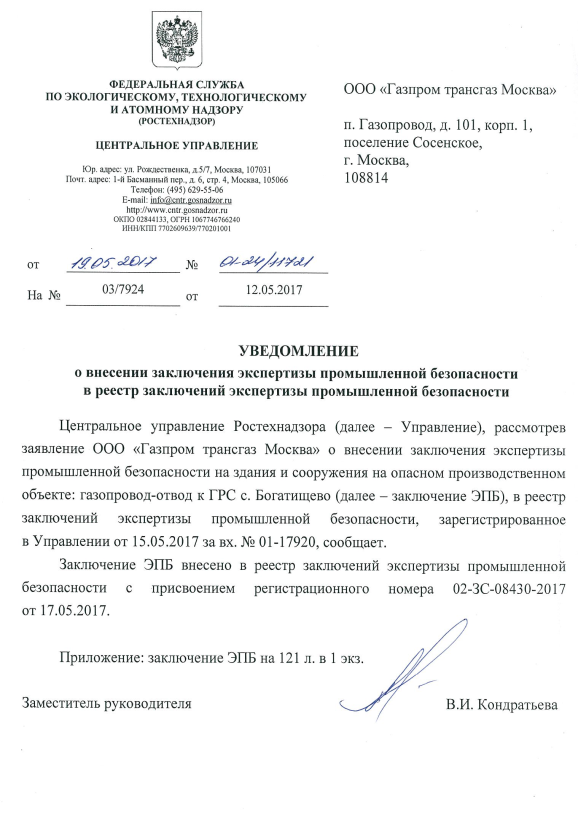 ФЕДЕРАЛЬНАЯ СЛУЖБА
ПО ЭКОЛОГИЧЕСКОМУ, ТЕХНОЛОГИЧЕСКОМУ
И АТОМНОМУ НАДЗОРУ
(РОСТЕХНАДЗОР)
ЦЕНТРАЛЬНОЕ УПРАВЛЕНИЕ
Юр. адрес: ул. Рождественка, д.5/7, Москва, 107031
Почт. адрес: 1-й Басманный пер., д. 6, стр. 4, Москва, 105066
Телефон: (495) 629-55-06
E-mail: info@cntr.gosnadzor.ru
http://www.cntr.gosnadzor.ru
ОКПО 02844133, ОГРН 1067746766240
ИНН/КПП 7702609639/770201001
ООО «Газпром трансгаз Москва»
п. Газопровод, д. 101, корп. 1,
поселение Сосенское,
г. Москва,
108814
от 19.05.2017 № 01-24/11721
На № 03/7924 от 12.05.2017
УВЕДОМЛЕНИЕ
о внесении заключения экспертизы промышленной безопасности
в реестр заключений экспертизы промышленной безопасности
Центральное управление Ростехнадзора (далее – Управление), рассмотрев
заявление ООО «Газпром трансгаз Москва» о внесении заключения экспертизы
промышленной безопасности на здания и сооружения на опасном производственном
объекте: газопровод-отвод к ГРС с. Богатищево (далее – заключение ЭПБ), в реестр
заключений экспертизы промышленной безопасности, зарегистрированное
в Управлении от 15.05.2017 за вх. № 01-17920, сообщает.
Заключение ЭПБ внесено в реестр заключений экспертизы промышленной
безопасности с присвоением регистрационного номера 02-ЗС-08430-2017
от 17.05.2017.
Приложение: заключение ЭПБ на 121 л. в 1 экз.
Заместитель руководителя В.И. Кондратьева